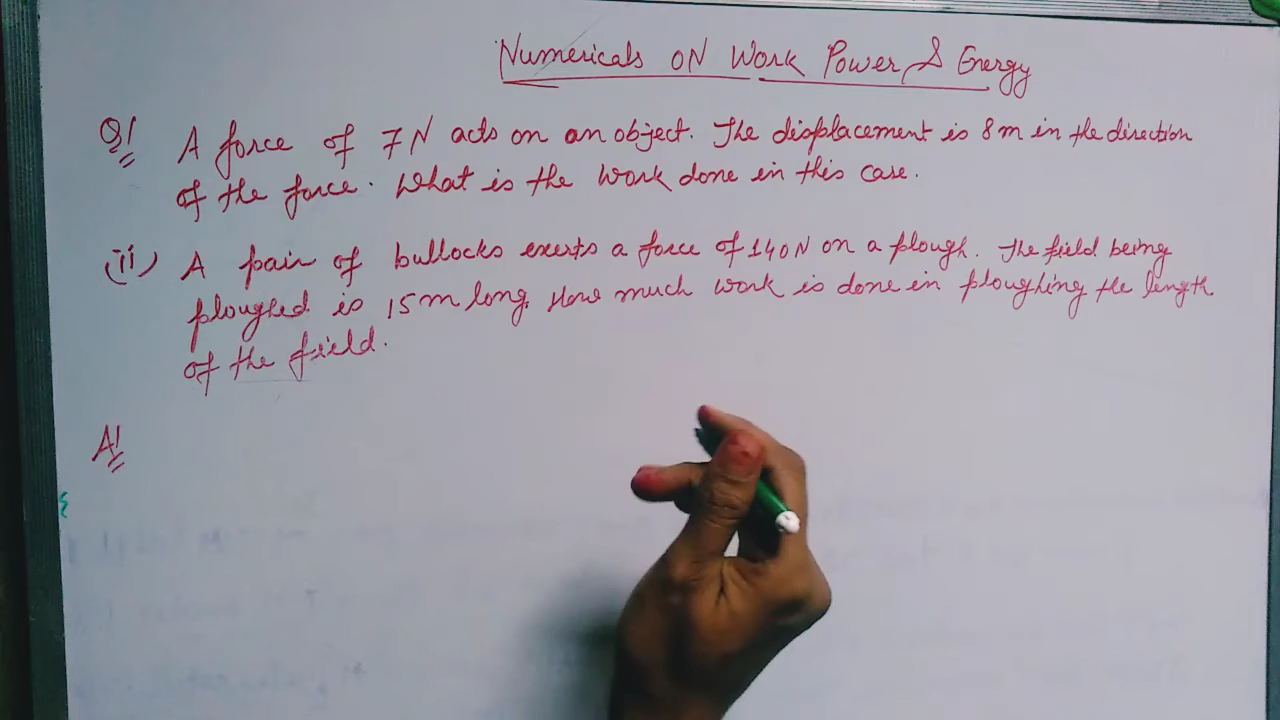 Numericals ON Work Power, & Energy
Q1 A force of 7N acts on an object. The displacement is 8m in the direction
of the force. What is the Work done in this case.
(ii) A pair of bullocks exerts a force of 140N on a plough. The field being
ploughed is 15m long. How much work is done in ploughing the length
of the field.
A1